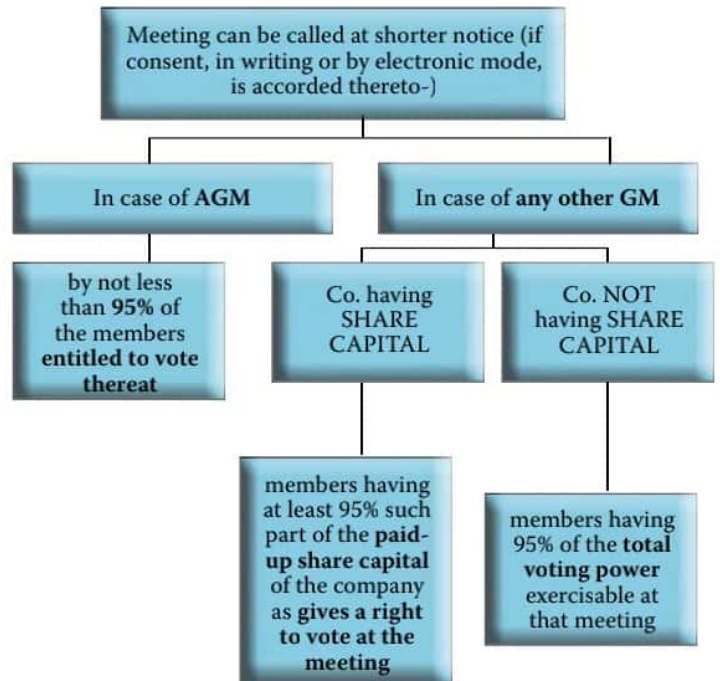 Meeting can be called at shorter notice (if
consent, in writing or by electronic mode,
is accorded thereto-)
In case of AGM
In case of any other GM
by not less
than 95% of
the members
entitled to vote
thereat
Co. having
SHARE
CAPITAL
Co. NOT
having SHARE
CAPITAL
members having
at least 95% such
part of the paid-
up share capital
of the company
as gives a right
to vote at the
meeting
members having
95% of the total
voting power
exercisable at
that meeting